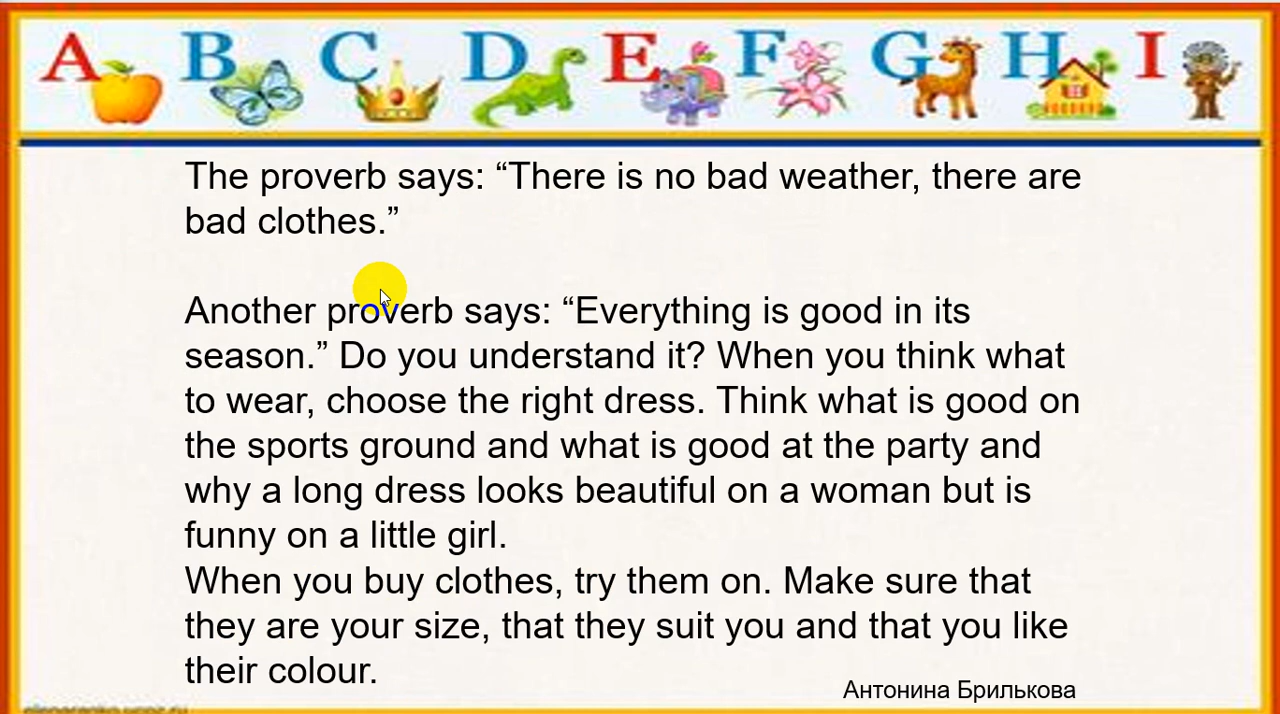 A B C D E F G H I
The proverb says: “There is no bad weather, there are
bad clothes.”
Another proverb says: “Everything is good in its
season.” Do you understand it? When you think what
to wear, choose the right dress. Think what is good on
the sports ground and what is good at the party and
why a long dress looks beautiful on a woman but is
funny on a little girl.
When you buy clothes, try them on. Make sure that
they are your size, that they suit you and that you like
their colour.
Антонина Брилькова